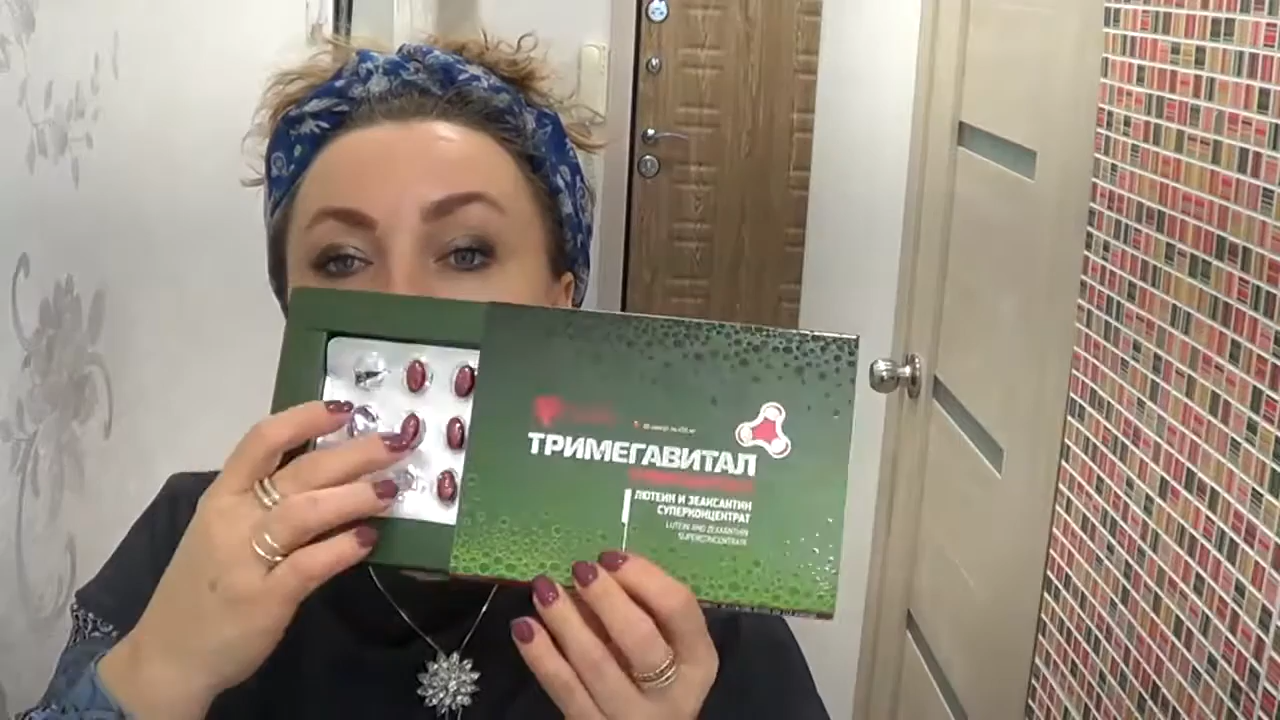 ТРИМЕГАВИТАЛ
ЛЮТЕИН И ЗЕАКСАНТИН
СУПЕРКОНЦЕНТРАТ
LUTEIN AND ZEAXANTHIN
SUPERCONCENTRATE